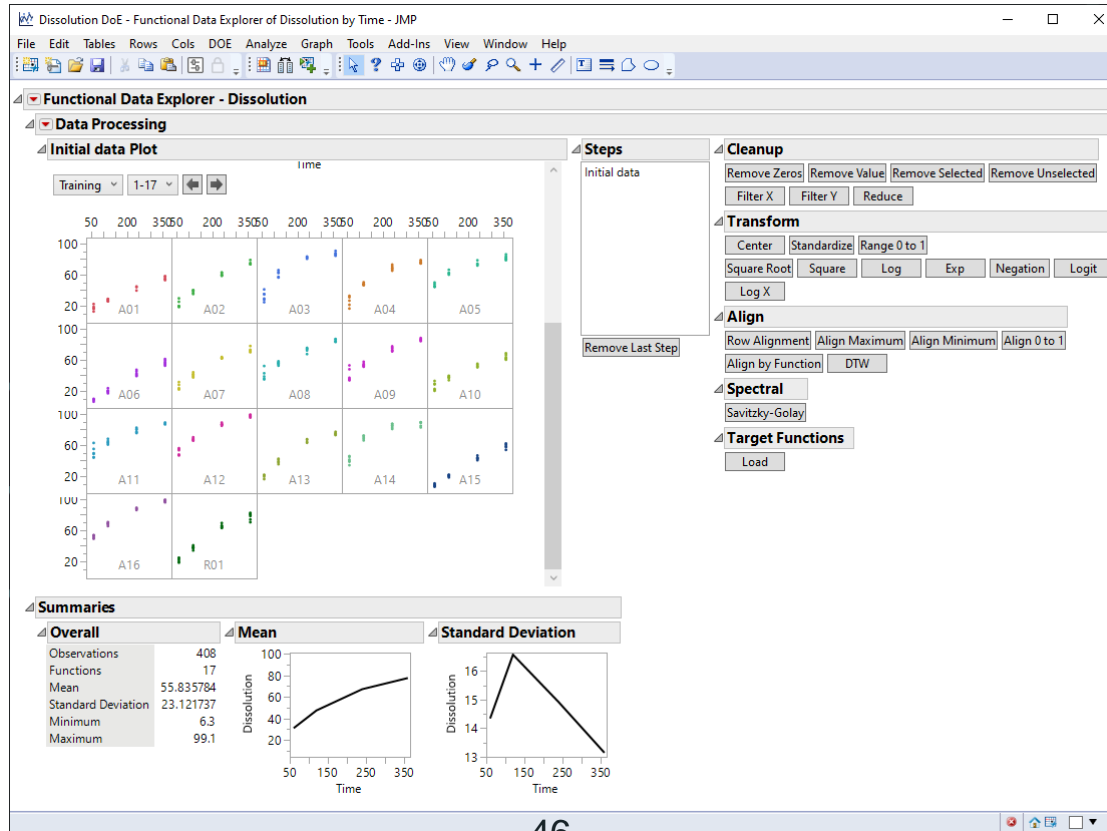 Dissolution DoE - Functional Data Explorer of Dissolution by Time - JMP
File Edit Tables Rows Cols DOE Analyze Graph Tools Add-Ins View Window Help
Functional Data Explorer - Dissolution
Data Processing
Initial data Plot
Time
Training 1-17
50 200 350 50 200 350 50 200 350 50 200 350 50 200 350
100
60
20
A01 A02 A03 A04 A05
100
60
20
A06 A07 A08 A09 A10
100
60
20
A11 A12 A13 A14 A15
100
60
20
A16 R01
Steps
Initial data
Remove Last Step
Cleanup
Remove Zeros Remove Value Remove Selected Remove Unselected
Filter X Filter Y Reduce
Transform
Center Standardize Range 0 to 1
Square Root Square Log Exp Negation Logit
Log X
Align
Row Alignment Align Maximum Align Minimum Align 0 to 1
Align by Function DTW
Spectral
Savitzky-Golay
Target Functions
Load
Summaries
Overall
Observations 408
Functions 17
Mean 55.835784
Standard Deviation 23.121737
Minimum 6.3
Maximum 99.1
Mean
100
80
60
40
20
Dissolution
50 150 250 350
Time
Standard Deviation
16
15
14
13
Dissolution
50 150 250 350
Time
46